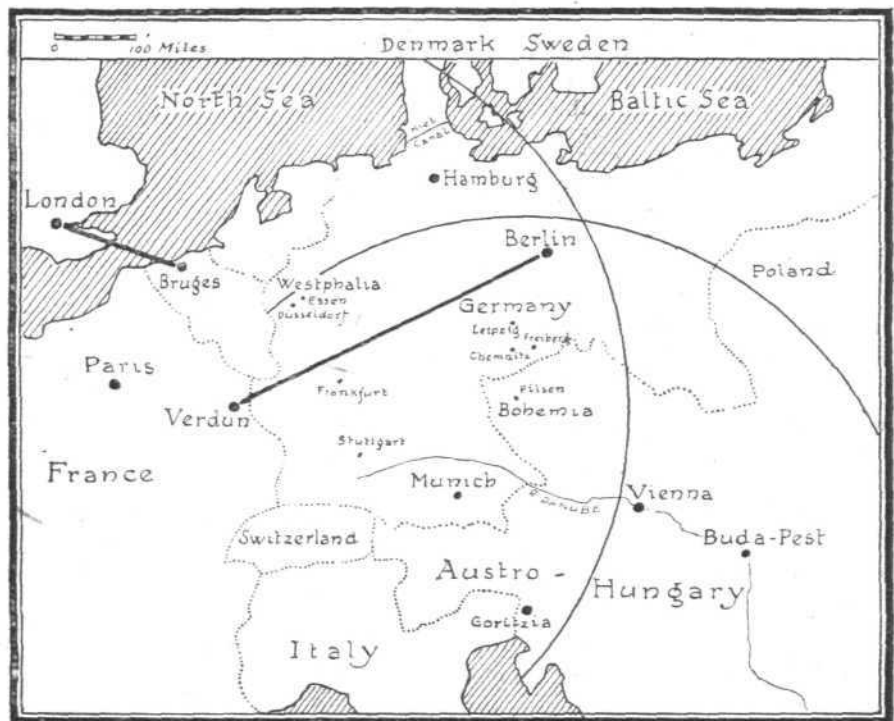 0 100 Miles
Denmark Sweden
North Sea
Baltic Sea
Kiel
Canal
Hamburg
London
Berlin
Bruges
Westphalia
Essen
Düsseldorf
Poland
Germany
Leipzig
Freiberg
Chemnitz
Paris
Frankfurt
Pilsen
Bohemia
Verdun
Stuttgart
France
Munich
R. Danube
Vienna
Switzerland
Buda-Pest
Austro-
Hungary
Goritzia
Italy